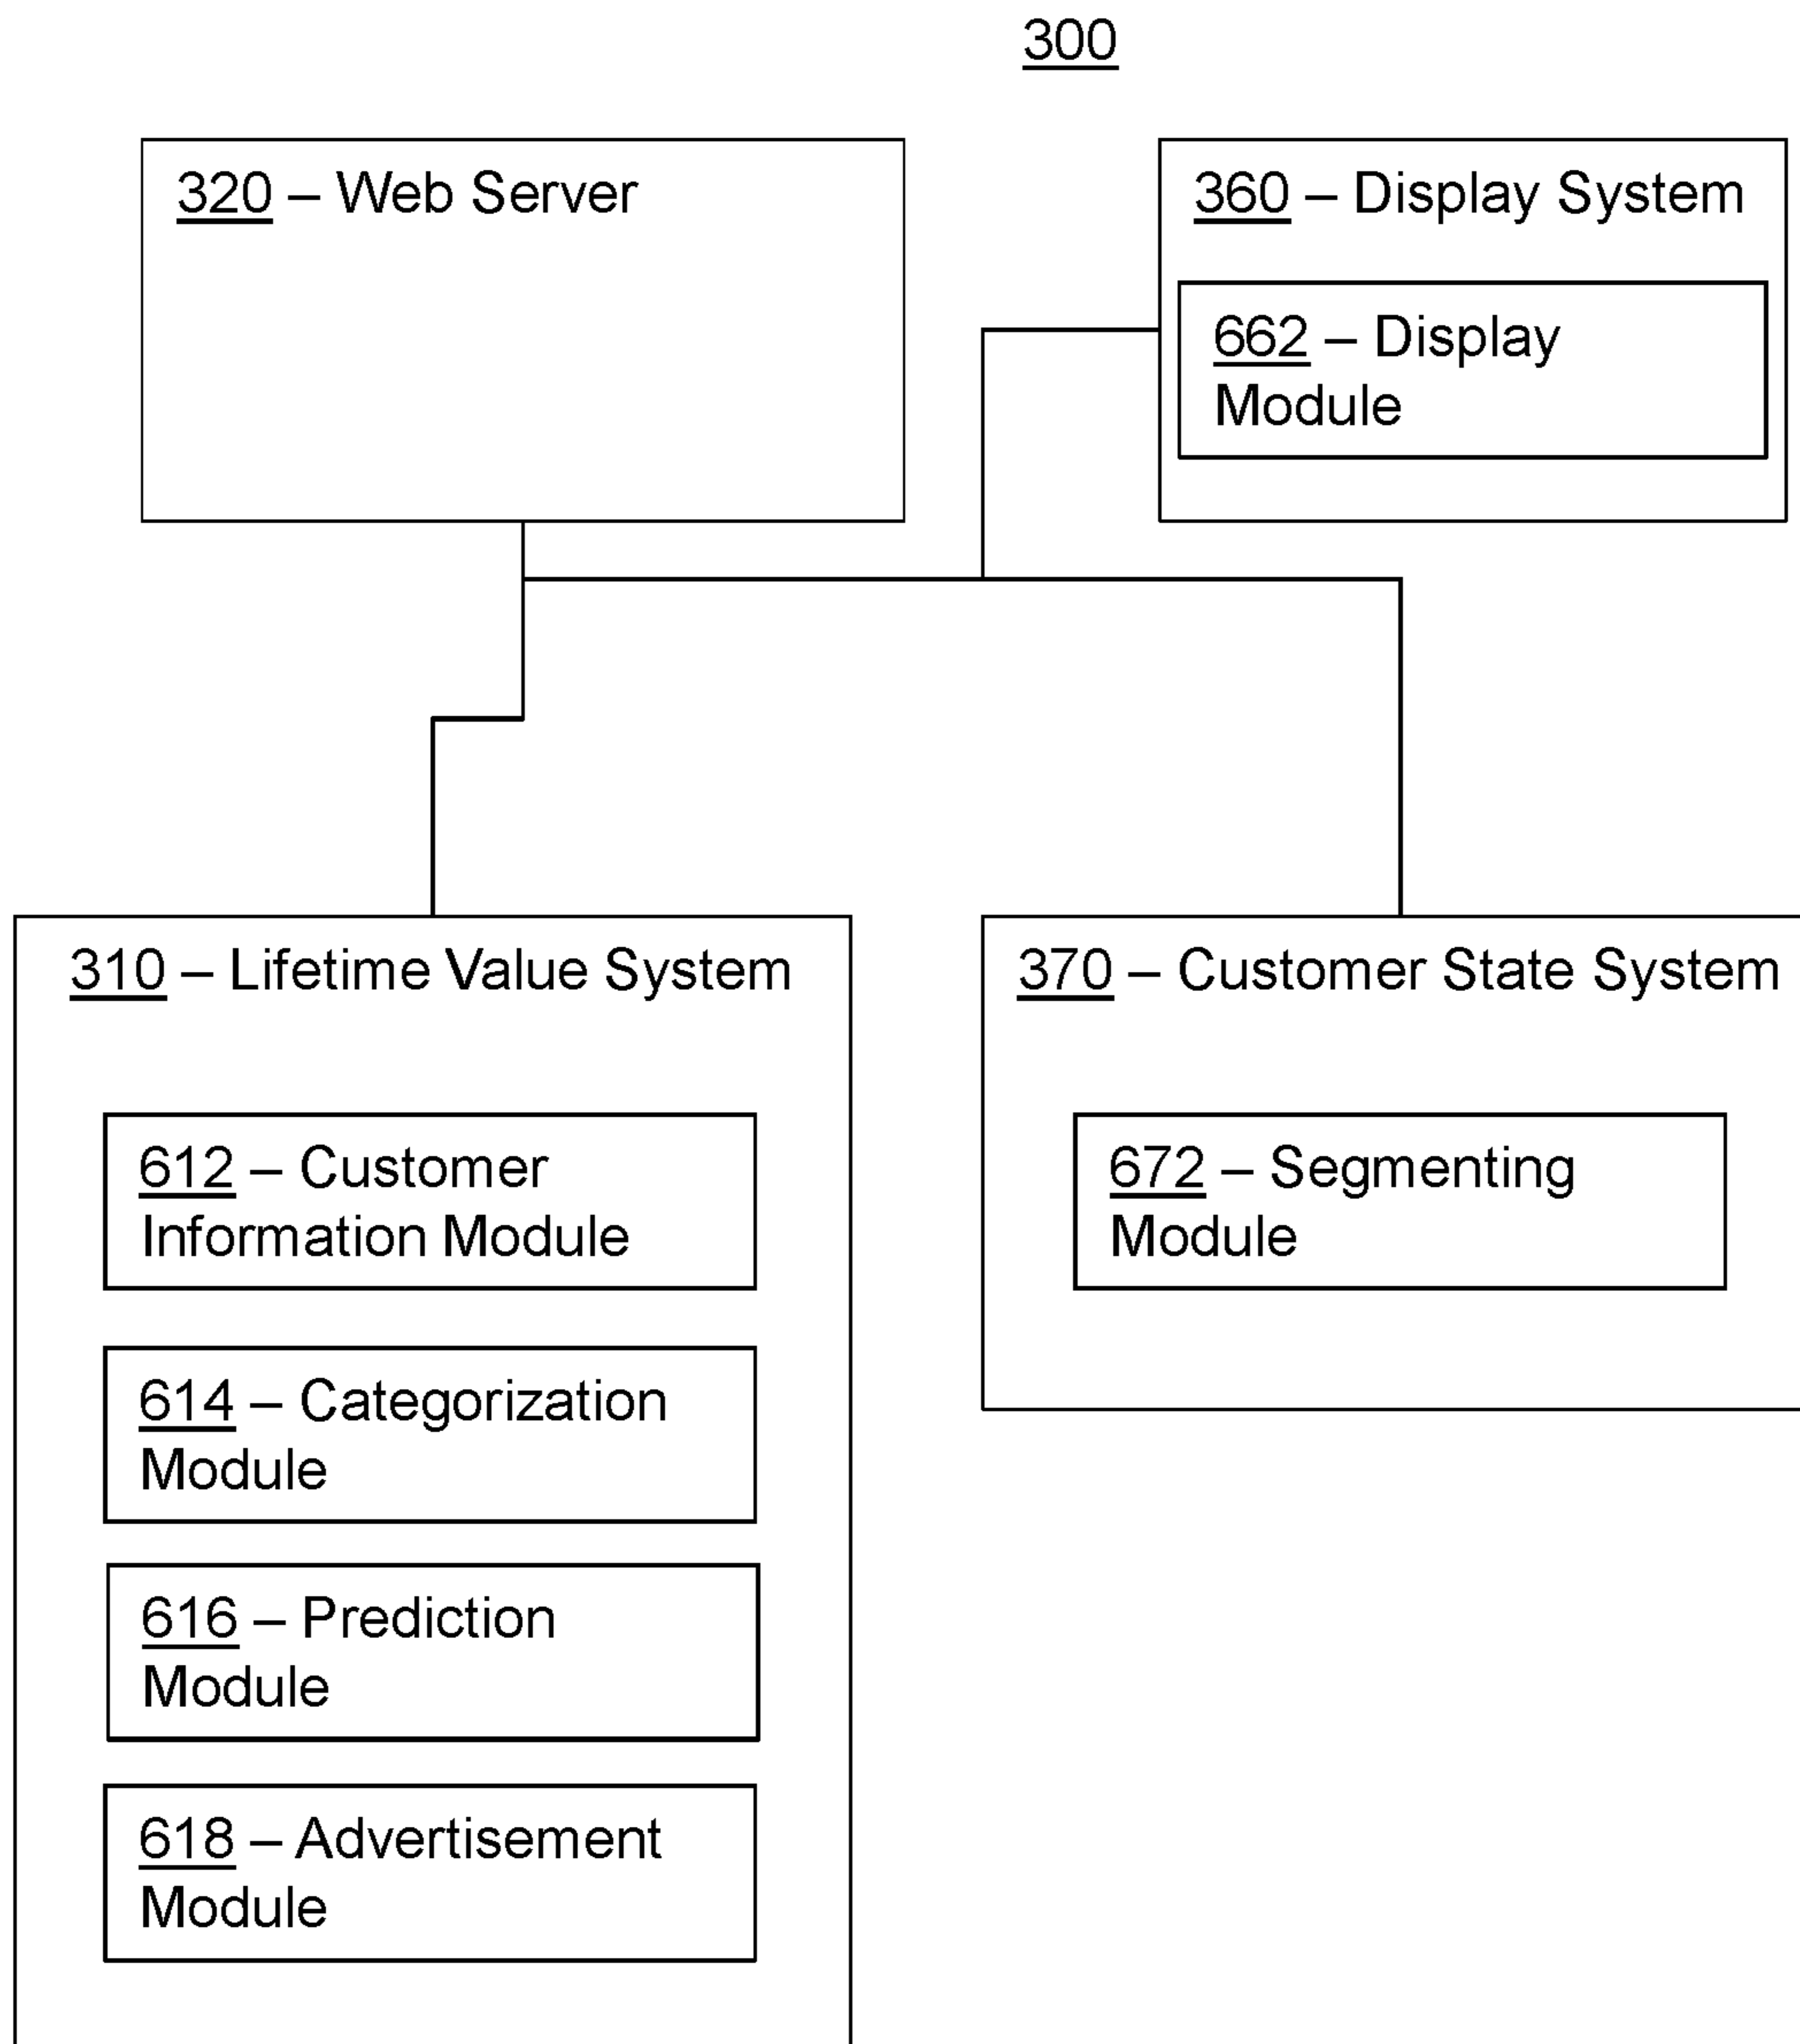 300
320 – Web Server
360 – Display System
662 – Display
Module
310 – Lifetime Value System
612 – Customer
Information Module
614 – Categorization
Module
616 – Prediction
Module
618 – Advertisement
Module
370 – Customer State System
672 – Segmenting
Module